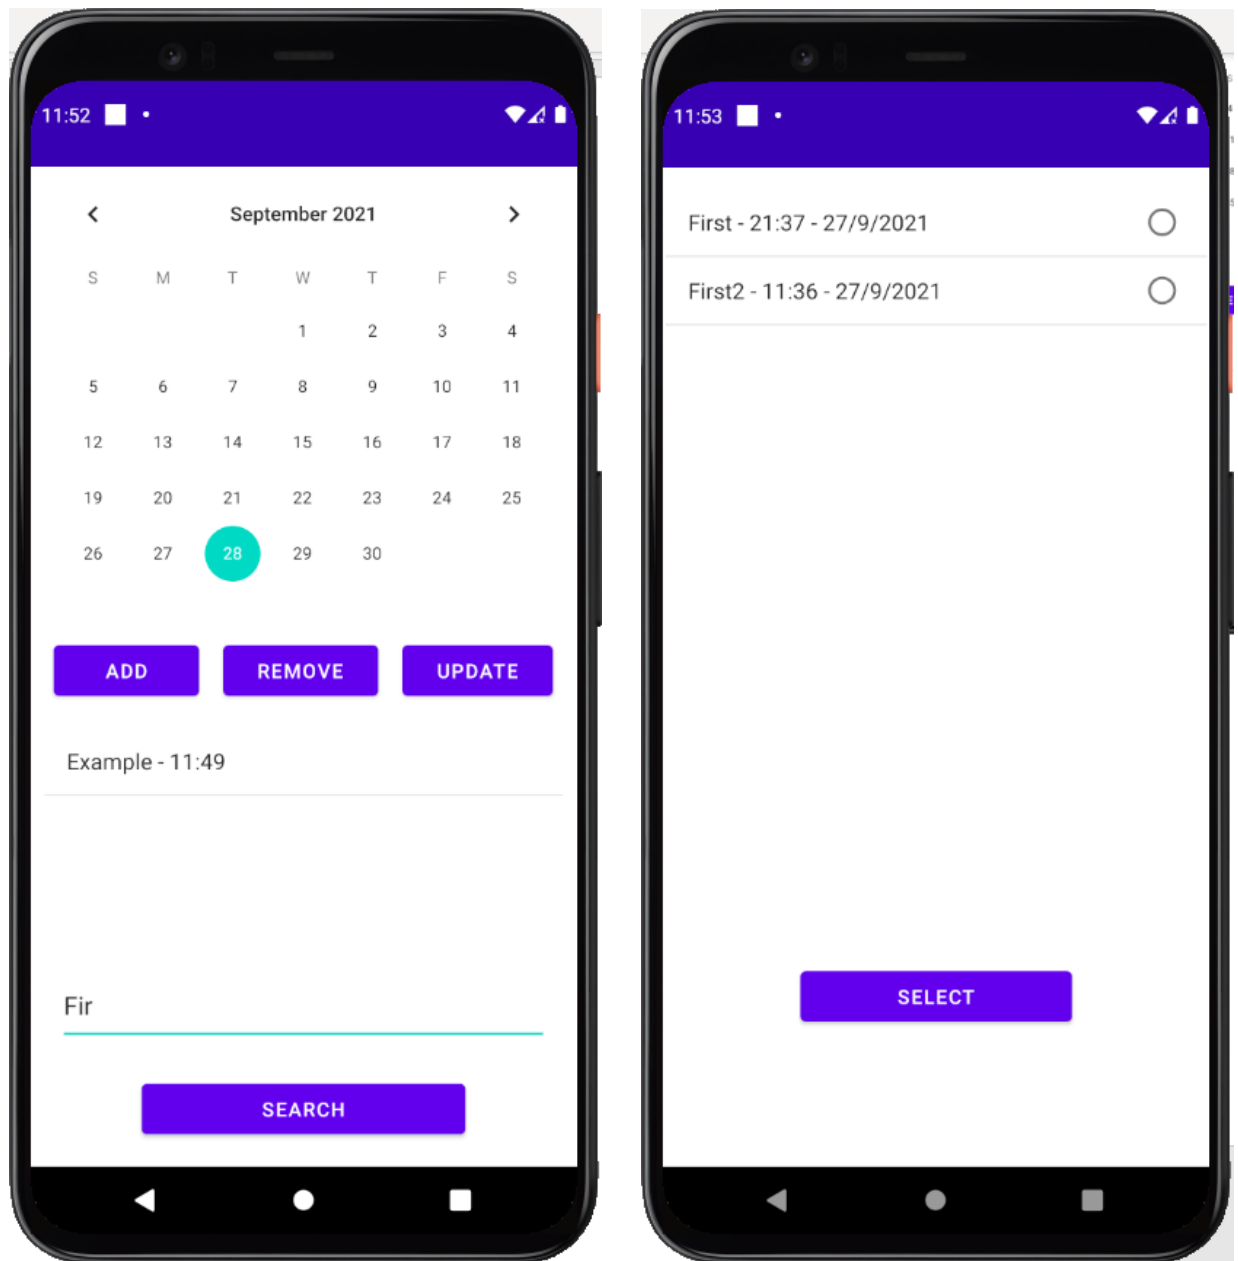 11:52
September 2021
S M T W T F S
1 2 3 4
5 6 7 8 9 10 11
12 13 14 15 16 17 18
19 20 21 22 23 24 25
26 27 28 29 30
ADD REMOVE UPDATE
Example - 11:49
Fir
SEARCH
11:53
First - 21:37 - 27/9/2021
First2 - 11:36 - 27/9/2021
SELECT